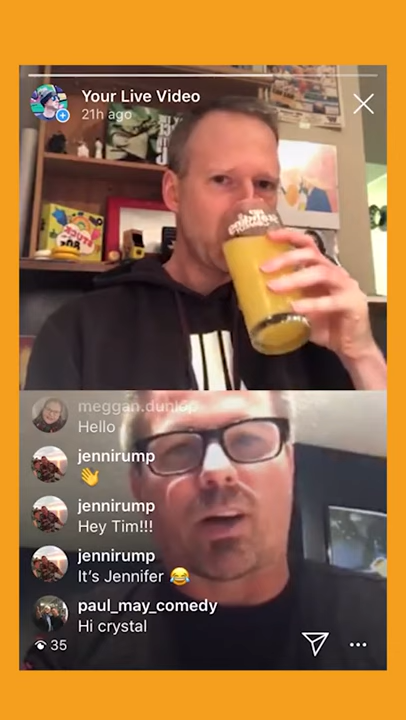 Your Live Video
21h ago
meggan.dunlop
Hello
jennirump
👋
jennirump
Hey Tim!!!
jennirump
It's Jennifer 😂
paul_may_comedy
Hi crystal
35